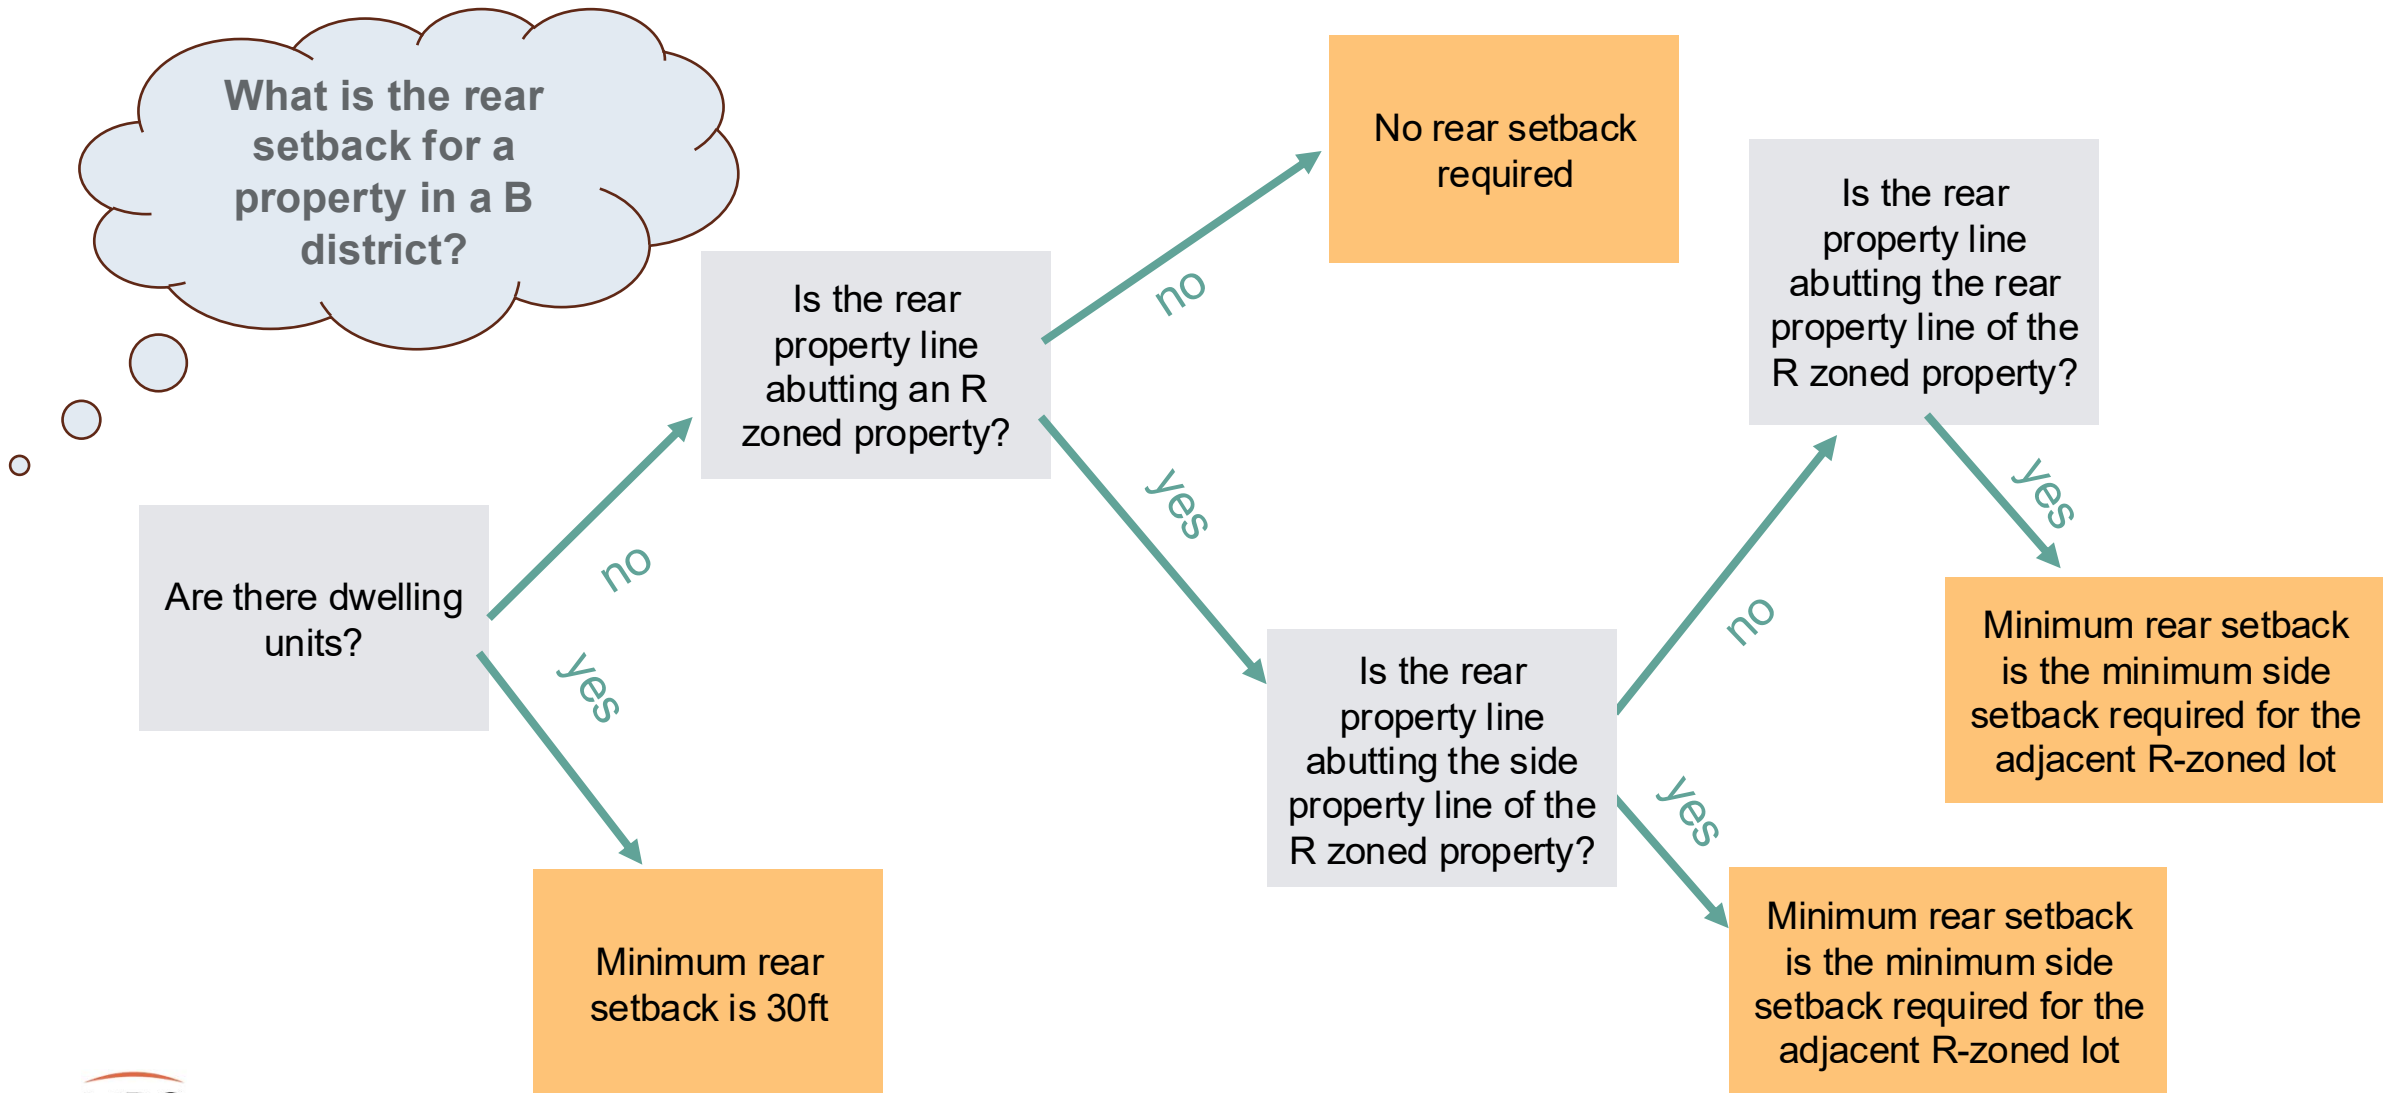 What is the rear
setback for a
property in a B
district?
Are there dwelling
units?
no
yes
Minimum rear
setback is 30ft
Is the rear
property line
abutting an R
zoned property?
no
yes
No rear setback
required
Is the rear
property line
abutting the side
property line of the
R zoned property?
no
yes
Is the rear
property line
abutting the rear
property line of the
R zoned property?
yes
Minimum rear setback
is the minimum side
setback required for the
adjacent R-zoned lot
Minimum rear setback
is the minimum side
setback required for the
adjacent R-zoned lot